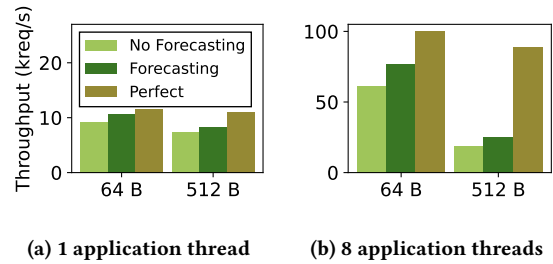 Throughput (kreq/s)
20
10
0
No Forecasting
Forecasting
Perfect
64 B 512 B
100
50
0
64 B 512 B
(a) 1 application thread (b) 8 application threads